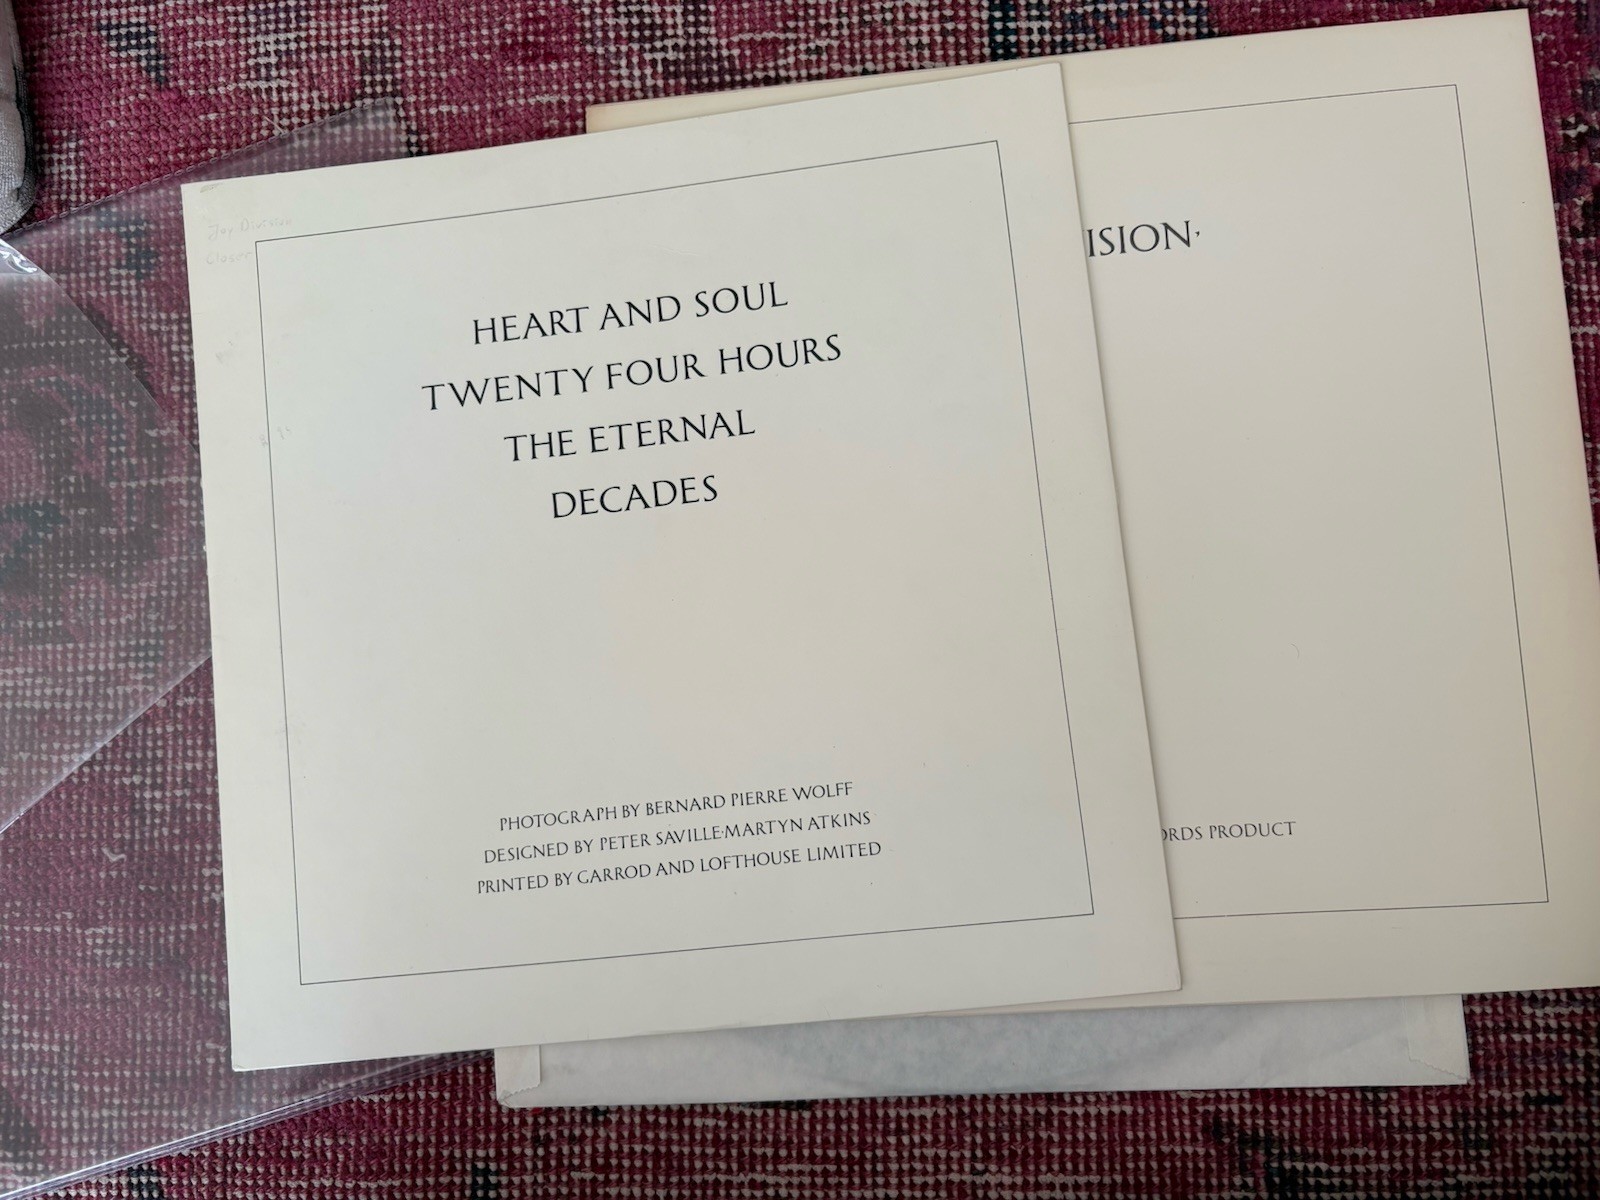 Joy Division
Closer
HEART AND SOUL
TWENTY FOUR HOURS
THE ETERNAL
DECADES
PHOTOGRAPH BY BERNARD PIERRE WOLFF
DESIGNED BY PETER SAVILLE·MARTYN ATKINS
PRINTED BY GARROD AND LOFTHOUSE LIMITED
ISION,
ORDS PRODUCT